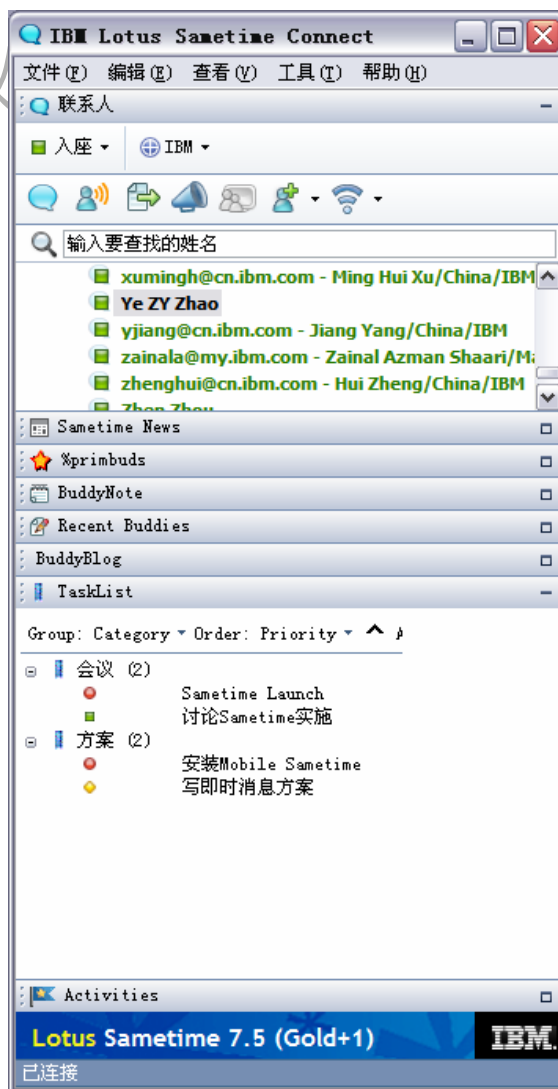 IBM Lotus Sametime Connect
文件(F) 编辑(E) 查看(V) 工具(T) 帮助(H)
联系人
入座 IBM
输入要查找的姓名
xumingh@cn.ibm.com - Ming Hui Xu/China/IBM
Ye ZY Zhao
yjiang@cn.ibm.com - Jiang Yang/China/IBM
zainala@my.ibm.com - Zainal Azman Shaari/Ma
zhenghui@cn.ibm.com - Hui Zheng/China/IBM
Zhen Zhou
Sametime News
%primbuds
BuddyNote
Recent Buddies
BuddyBlog
TaskList
Group: Category Order: Priority
会议 (2)
Sametime Launch
讨论Sametime实施
方案 (2)
安装Mobile Sametime
写即时消息方案
Activities
Lotus Sametime 7.5 (Gold+1) IBM.
已连接